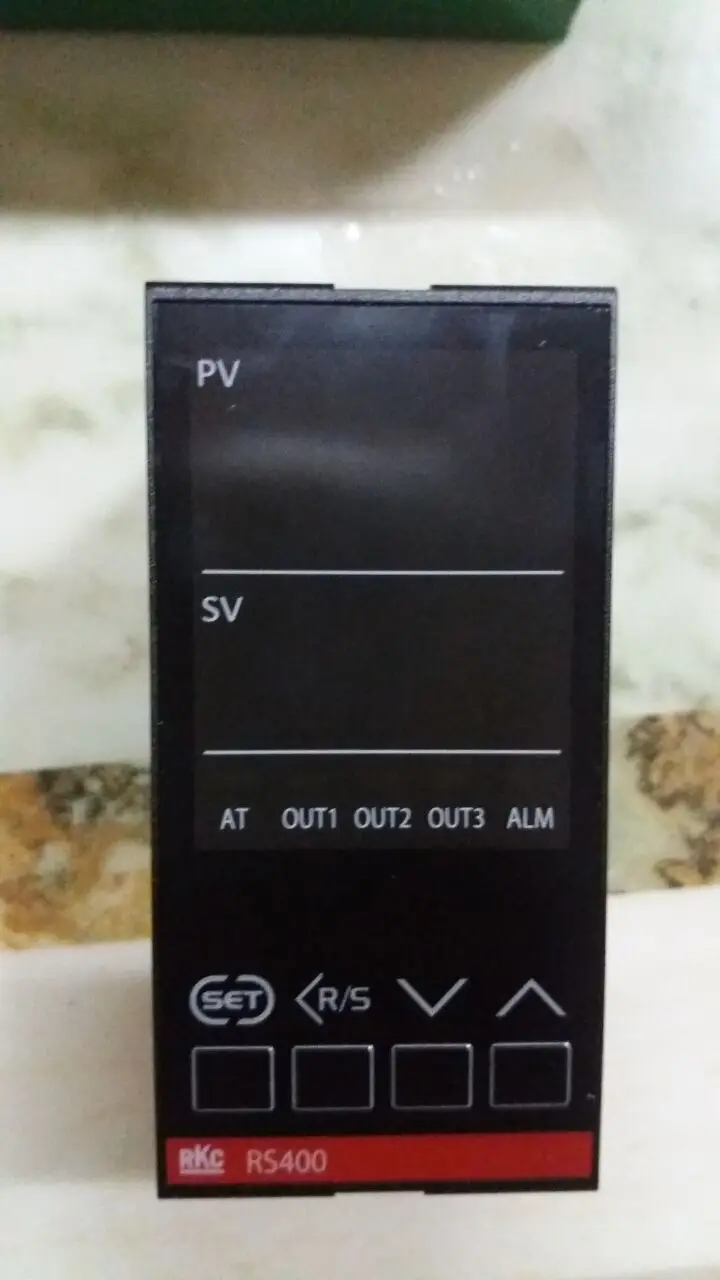 PV
SV
AT OUT1 OUT2 OUT3 ALM
SET <R/S
RKC RS400